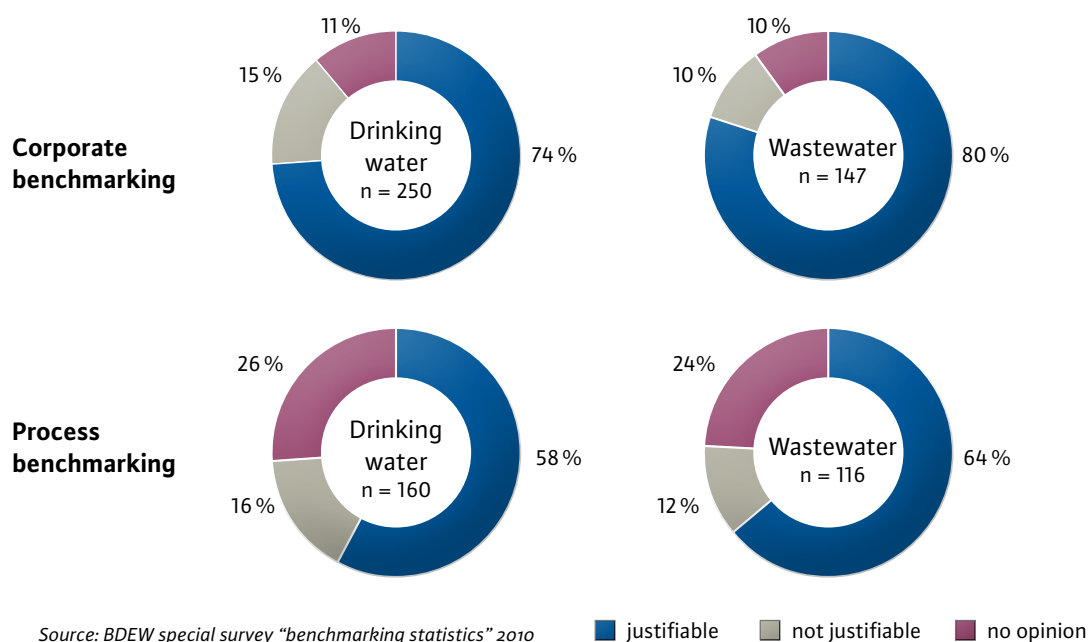 11 %
15 %
Drinking
water
n = 250
74 %
10 %
10 %
Wastewater
n = 147
80 %
Corporate
benchmarking
26 %
Drinking
water
n = 160
58 %
16 %
24%
Wastewater
n = 116
64 %
12 %
Process
benchmarking
Source: BDEW special survey “benchmarking statistics” 2010
justifiable
not justifiable
no opinion